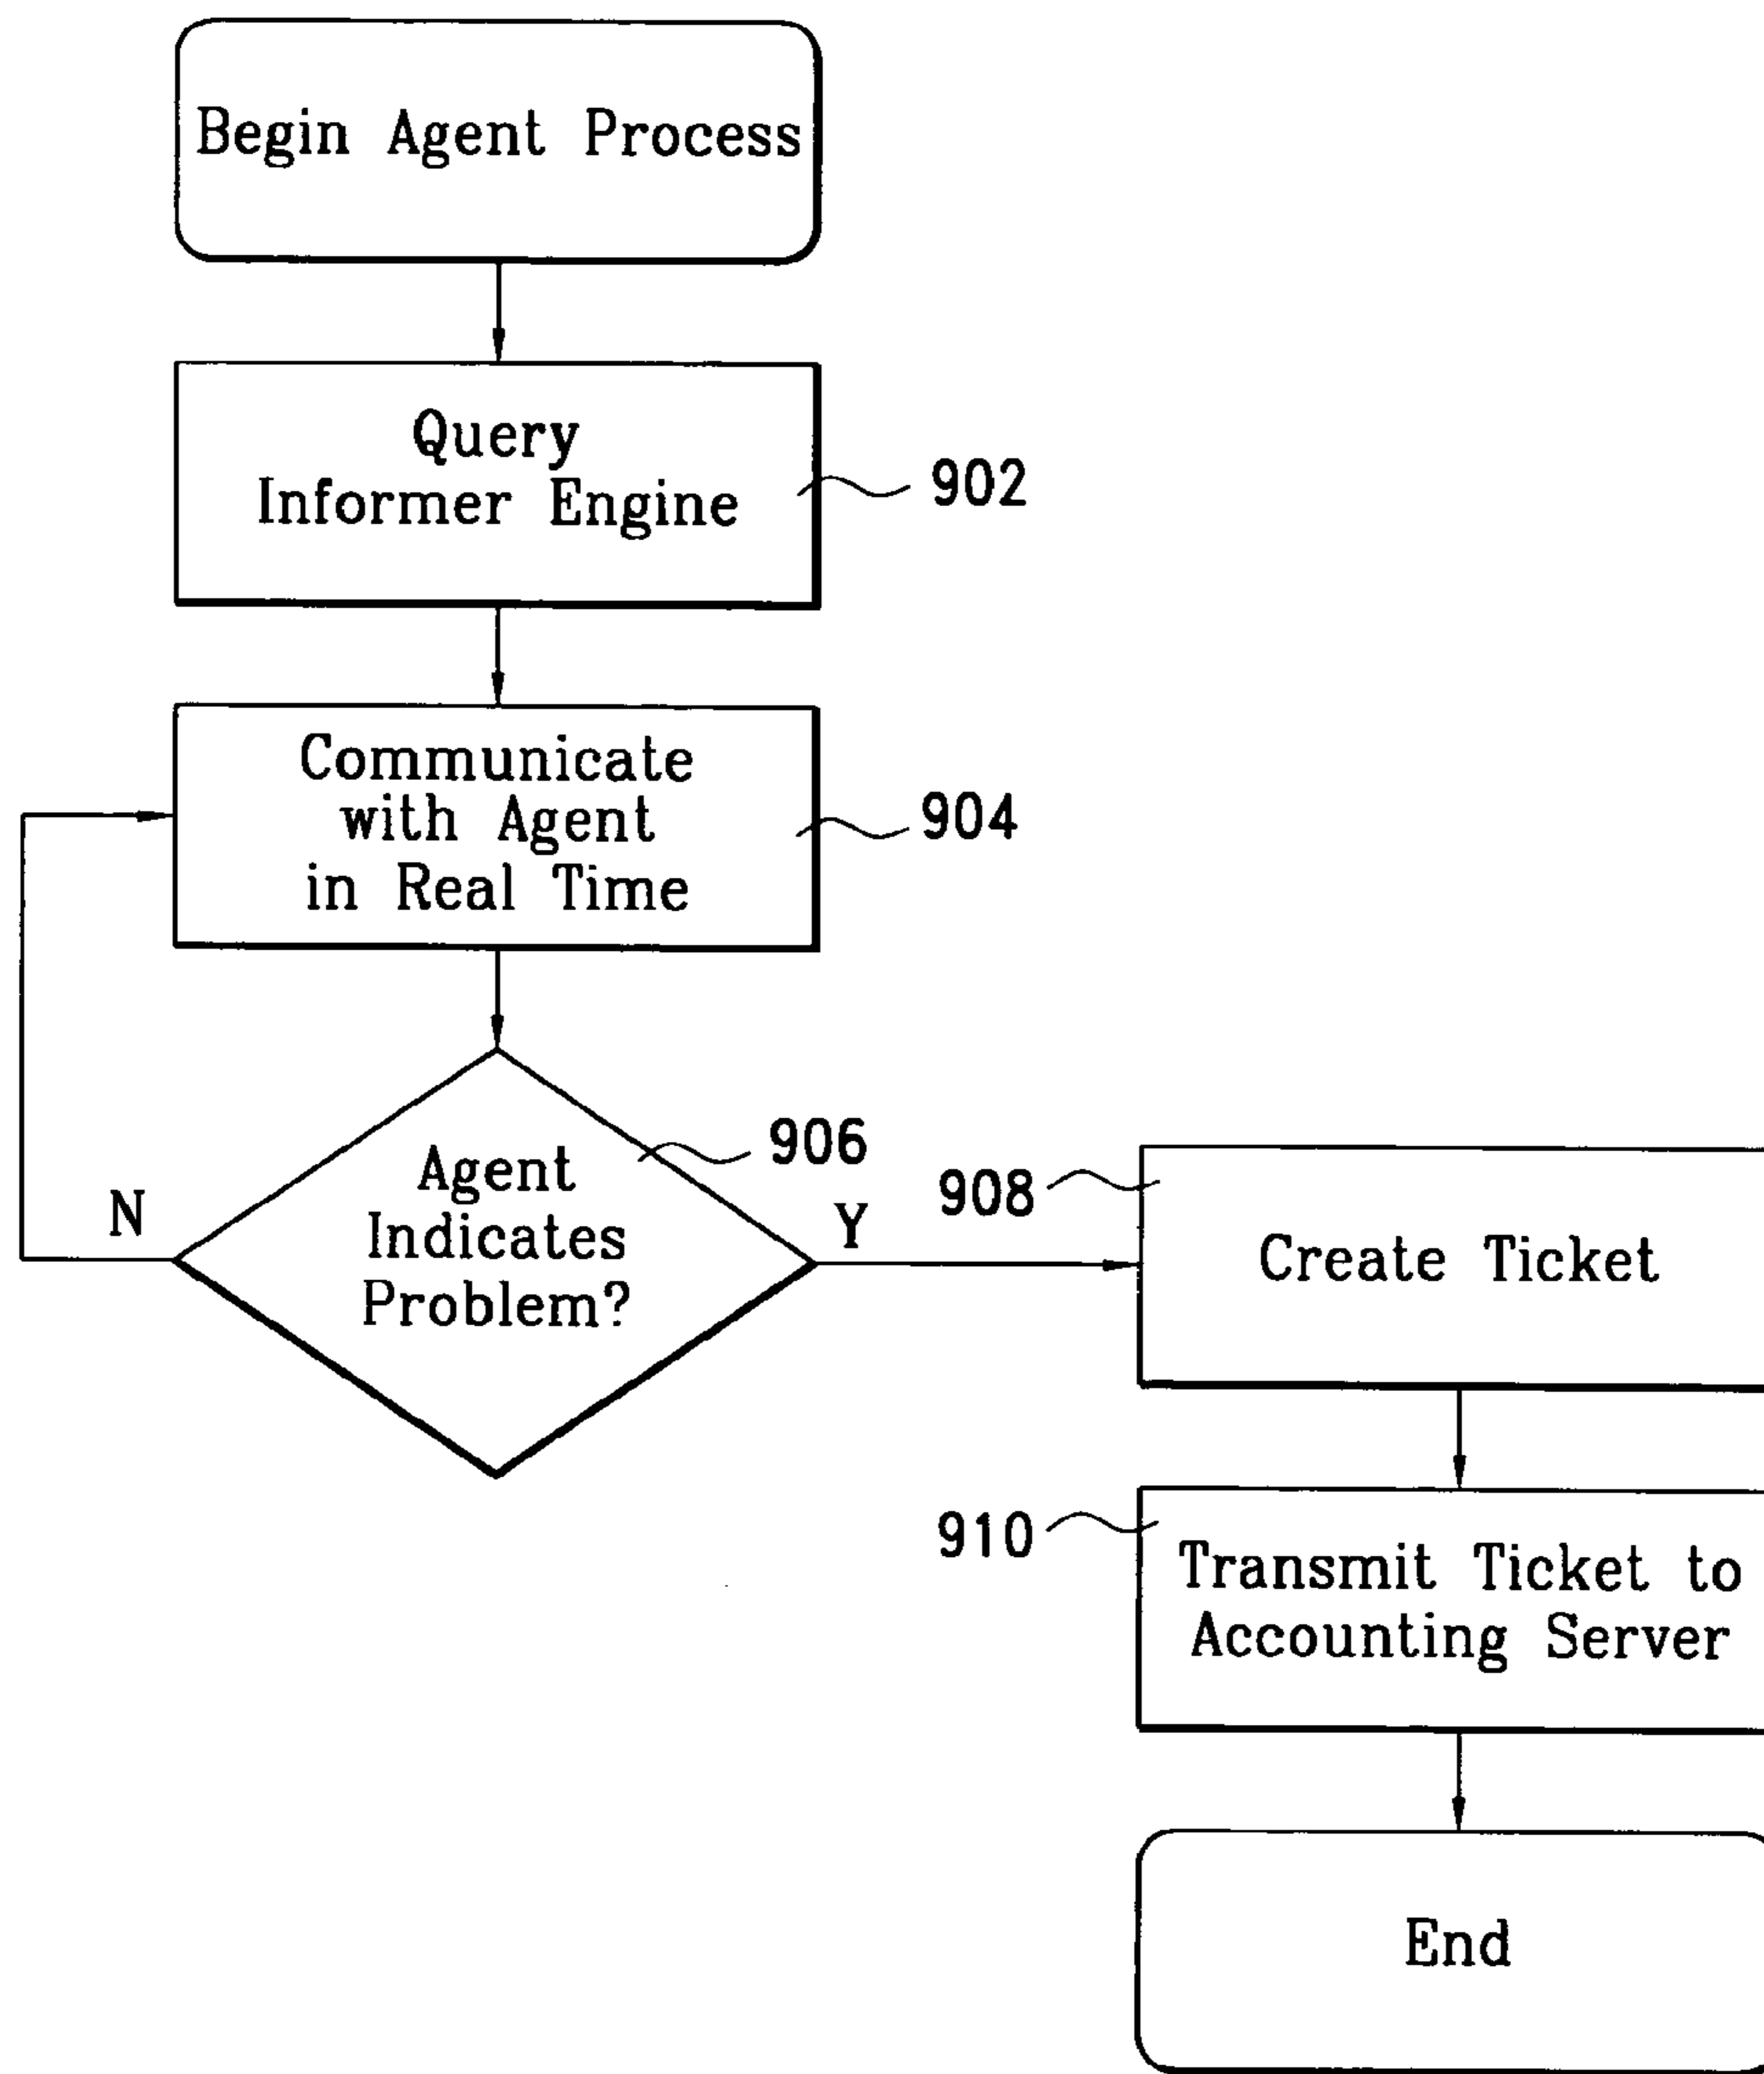 Begin Agent Process
Query
Informer Engine
902
Communicate
with Agent
in Real Time
904
Agent
Indicates
Problem?
906
N
Y
908
Create Ticket
910
Transmit Ticket to
Accounting Server
End